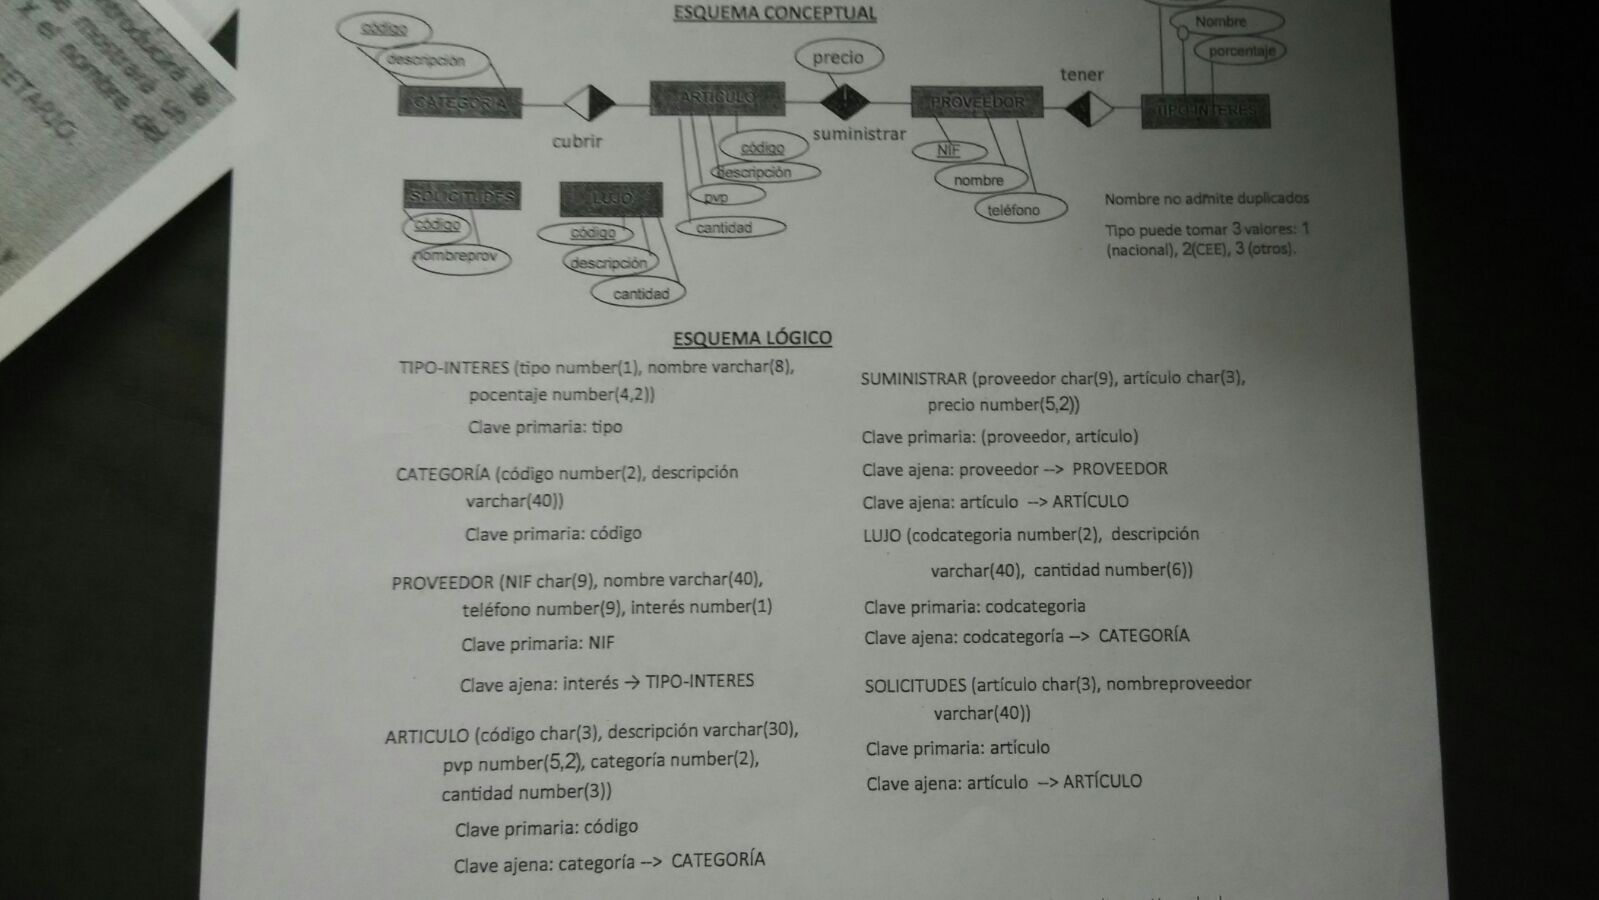 introducirá la
mostrará un
y el nombre del
ESQUEMA CONCEPTUAL
código
descripción
CATEGORÍA
cubrir
ARTICULO
código
descripción
pvp
cantidad
precio
suministrar
PROVEEDOR
NIF
nombre
teléfono
tener
Nombre
porcentaje
TIPO-INTERES
SOLICITUDES
código
nombreprov
LUJO
código
descripción
cantidad
Nombre no admite duplicados
Tipo puede tomar 3 valores: 1
(nacional), 2(CEE), 3 (otros).
ESQUEMA LÓGICO
TIPO-INTERES (tipo number(1), nombre varchar(8),
pocentaje number(4,2))
Clave primaria: tipo
CATEGORÍA (código number(2), descripción
varchar(40))
Clave primaria: código
PROVEEDOR (NIF char(9), nombre varchar(40),
teléfono number(9), interés number(1)
Clave primaria: NIF
Clave ajena: interés → TIPO-INTERES
ARTICULO (código char(3), descripción varchar(30),
pvp number(5,2), categoría number(2),
cantidad number(3))
Clave primaria: código
Clave ajena: categoría --> CATEGORÍA
SUMINISTRAR (proveedor char(9), artículo char(3),
precio number(5,2))
Clave primaria: (proveedor, artículo)
Clave ajena: proveedor --> PROVEEDOR
Clave ajena: artículo --> ARTÍCULO
LUJO (codcategoria number(2), descripción
varchar(40), cantidad number(6))
Clave primaria: codcategoria
Clave ajena: codcategoría --> CATEGORÍA
SOLICITUDES (artículo char(3), nombreproveedor
varchar(40))
Clave primaria: artículo
Clave ajena: artículo --> ARTÍCULO